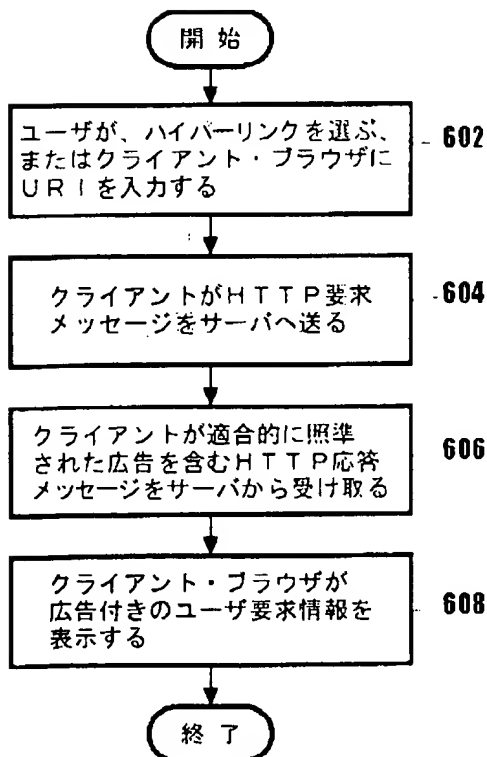 開始
ユーザが、ハイパーリンクを選ぶ、
またはクライアント・ブラウザに
URIを入力する
602
クライアントがHTTP要求
メッセージをサーバへ送る
604
クライアントが適合的に照準
された広告を含むHTTP応答
メッセージをサーバから受け取る
606
クライアント・ブラウザが
広告付きのユーザ要求情報を
表示する
608
終了